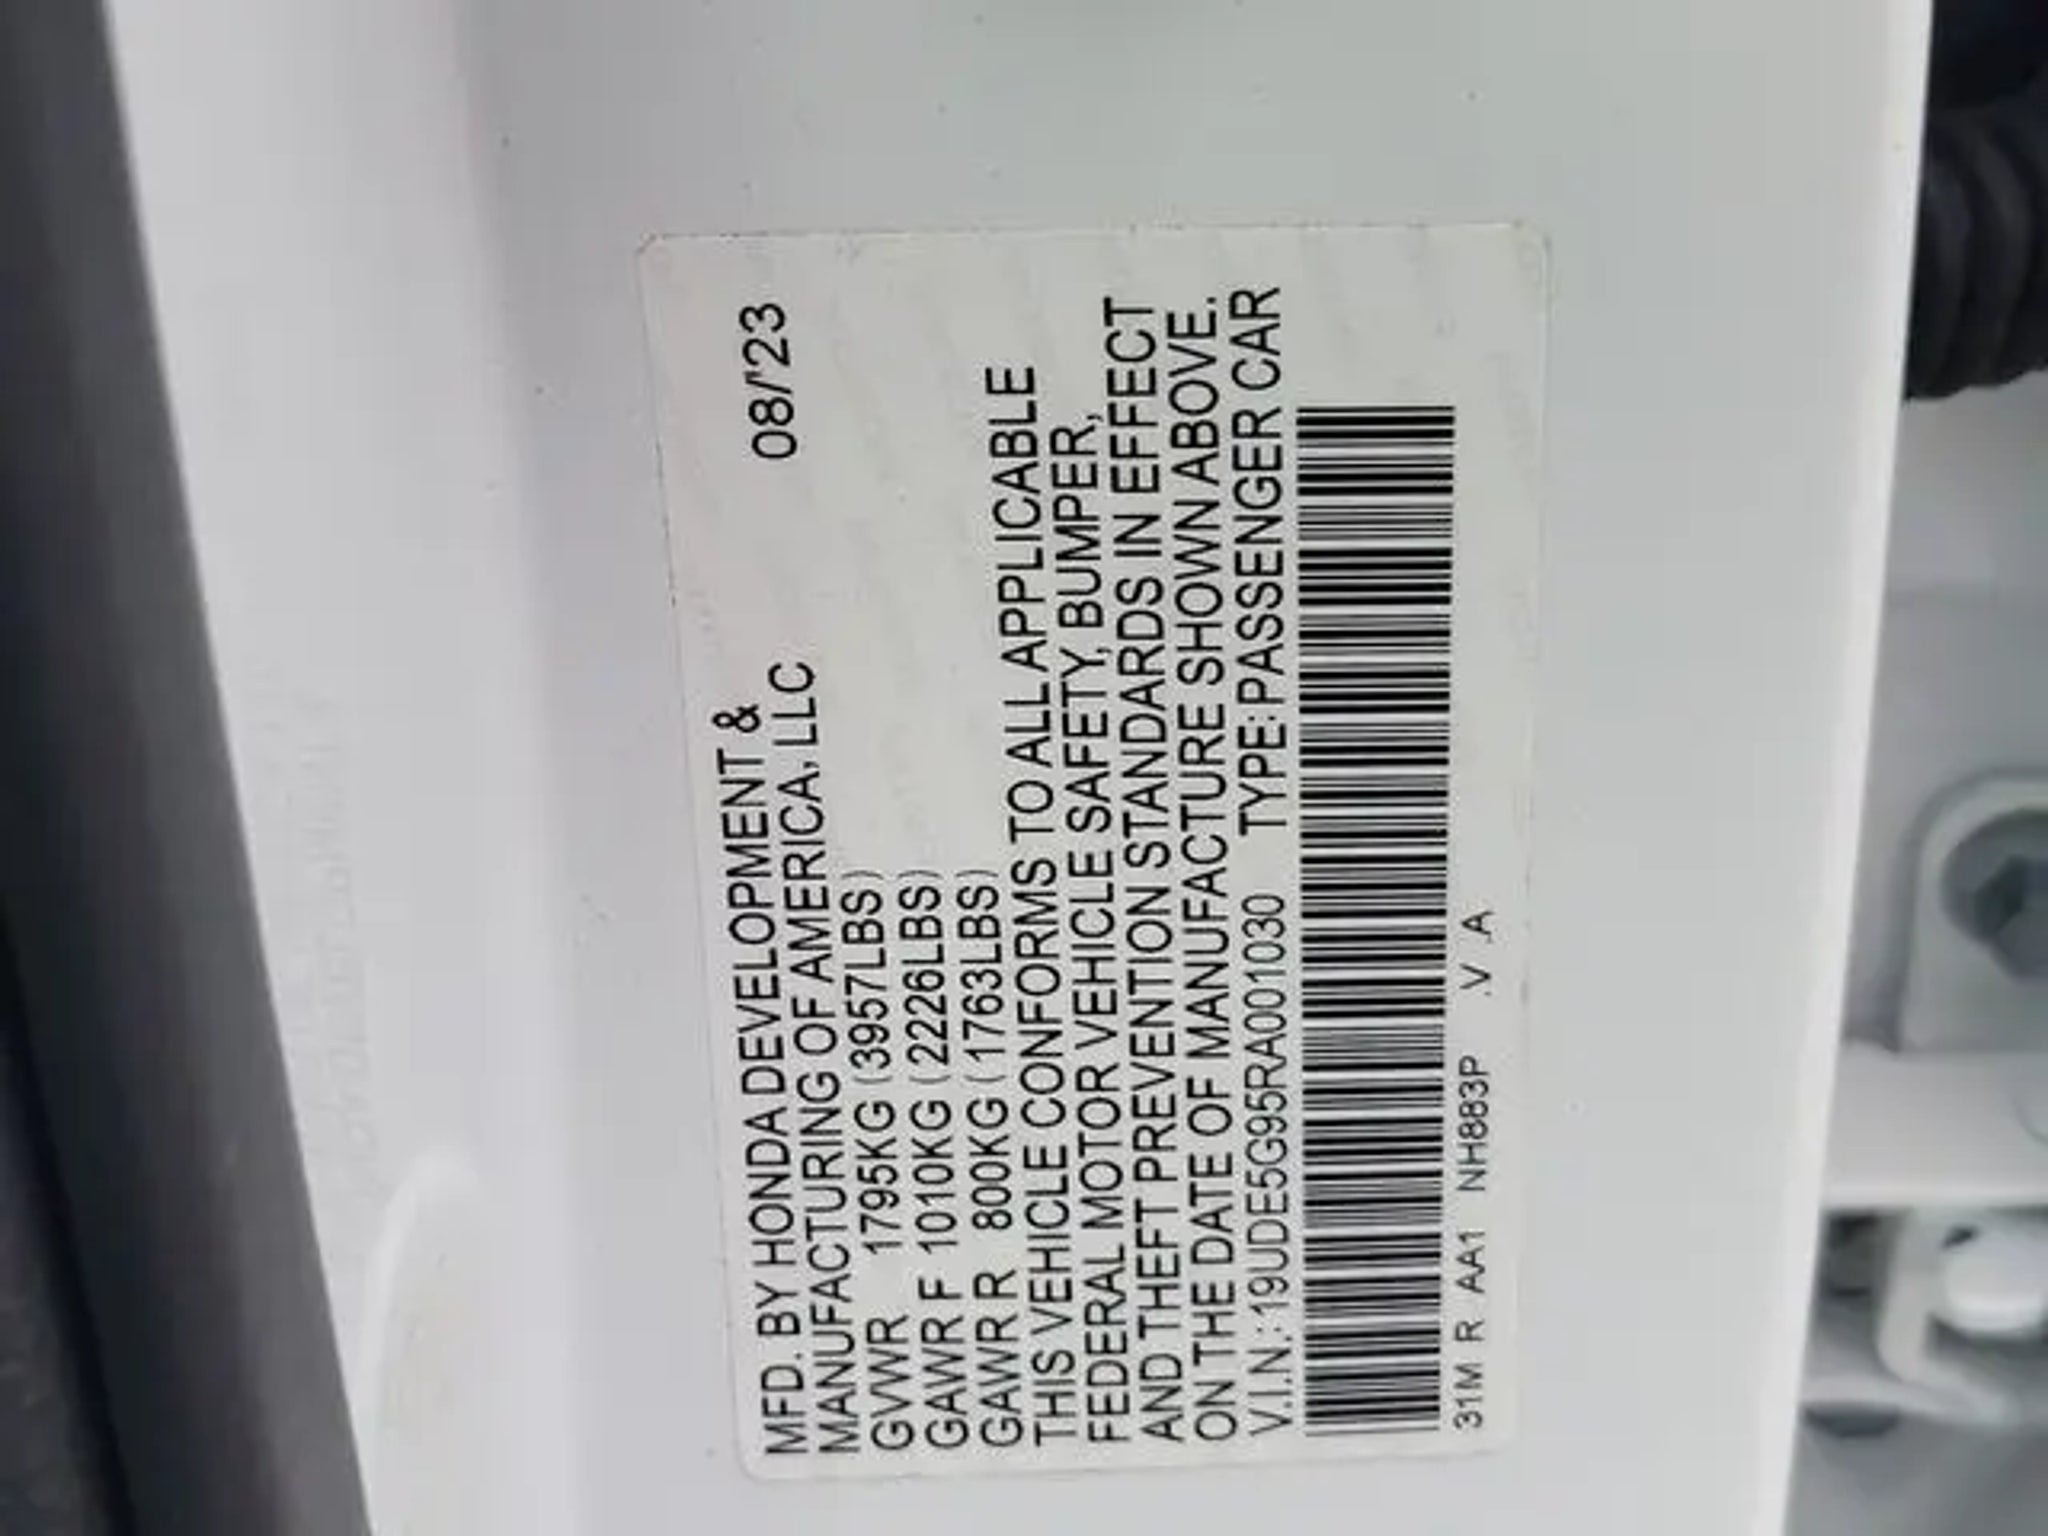 MFD. BY HONDA DEVELOPMENT & 08/'23
MANUFACTURING OF AMERICA, LLC
GVWR 1795KG (3957LBS)
GAWR F 1010KG (2226LBS)
GAWR R 800KG (1763LBS)
THIS VEHICLE CONFORMS TO ALL APPLICABLE
FEDERAL MOTOR VEHICLE SAFETY, BUMPER,
AND THEFT PREVENTION STANDARDS IN EFFECT
ON THE DATE OF MANUFACTURE SHOWN ABOVE.
V.I.N.: 19UDE5G95RA001030 TYPE: PASSENGER CAR
31M R AA1 NH883P .V .A